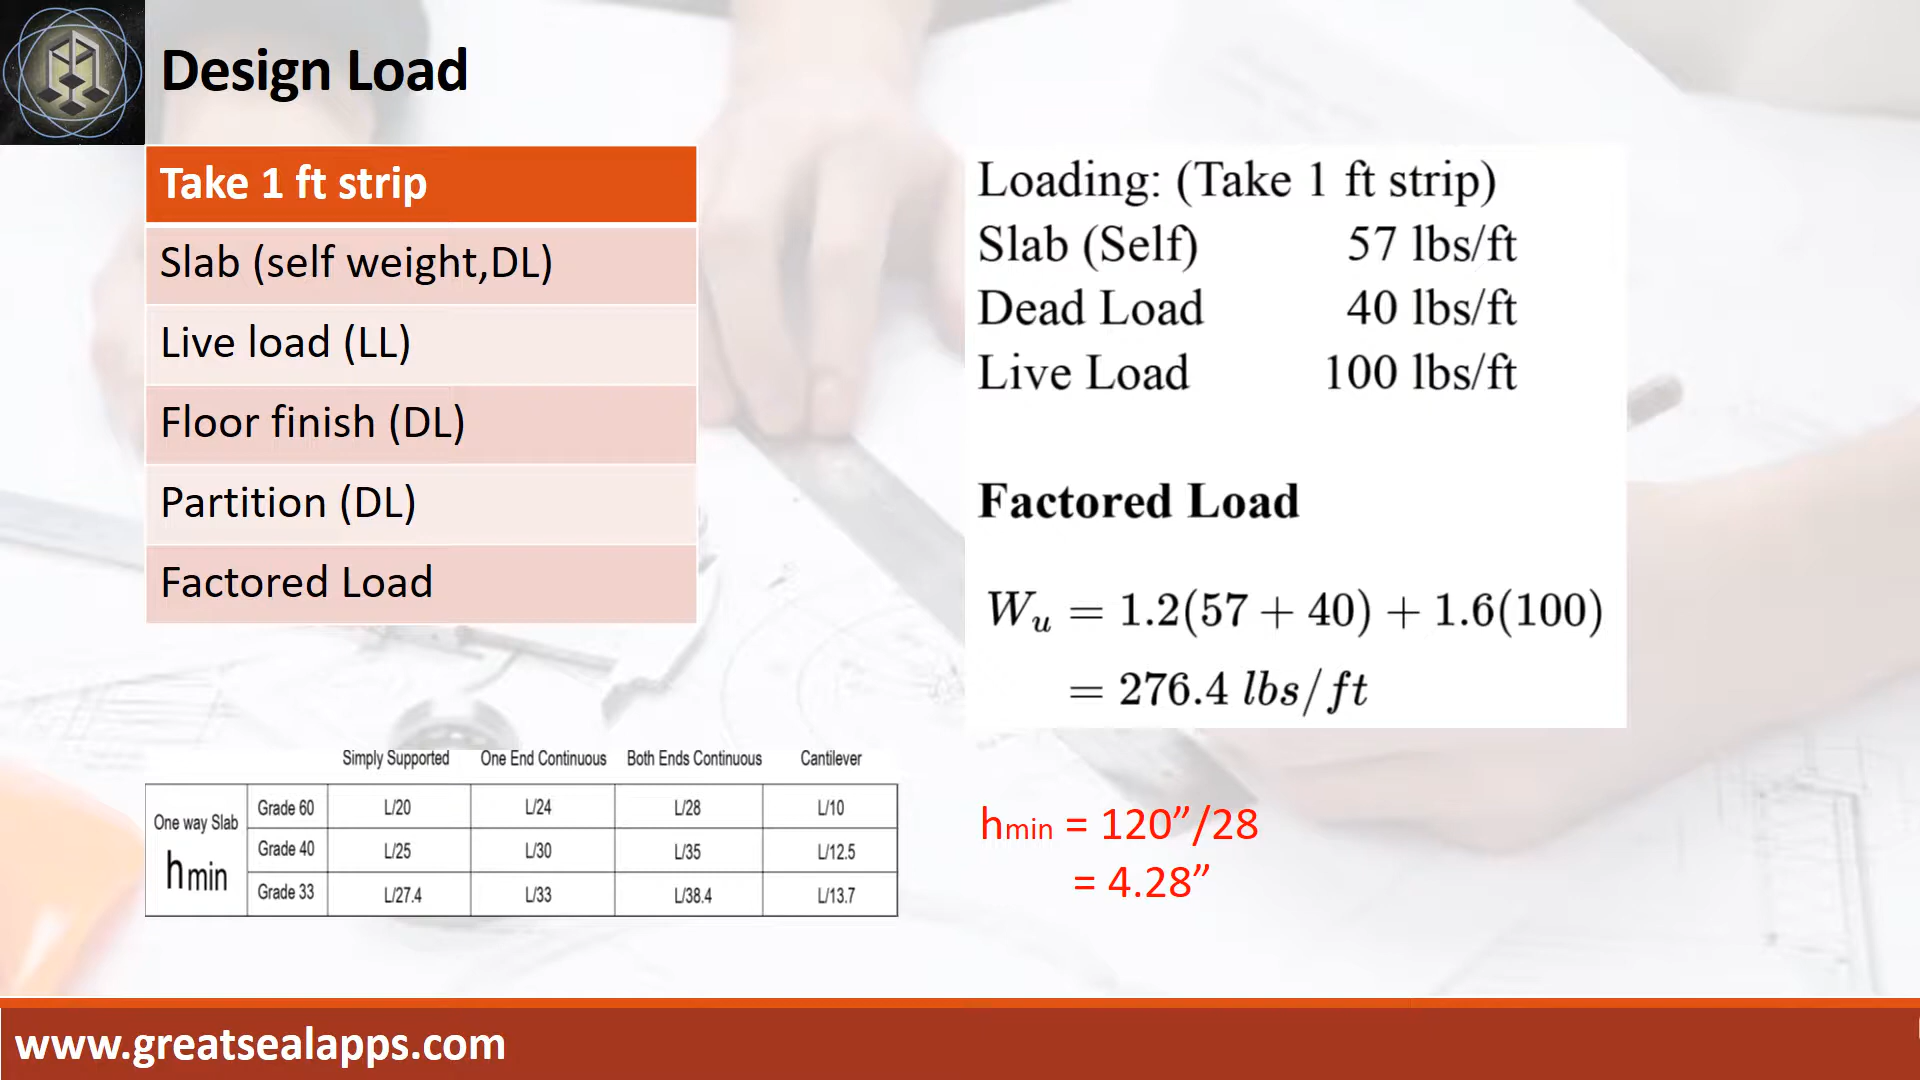 Design Load
Take 1 ft strip
Slab (self weight,DL)
Live load (LL)
Floor finish (DL)
Partition (DL)
Factored Load
Loading: (Take 1 ft strip)
Slab (Self) 57 lbs/ft
Dead Load 40 lbs/ft
Live Load 100 lbs/ft
Factored Load
Wu = 1.2(57 + 40) + 1.6(100)
= 276.4 lbs/ft
Simply Supported One End Continuous Both Ends Continuous Cantilever
One way Slab
hmin
Grade 60 L/20 L/24 L/28 L/10
Grade 40 L/25 L/30 L/35 L/12.5
Grade 33 L/27.4 L/33 L/38.4 L/13.7
hmin = 120”/28
= 4.28”
www.greatsealapps.com